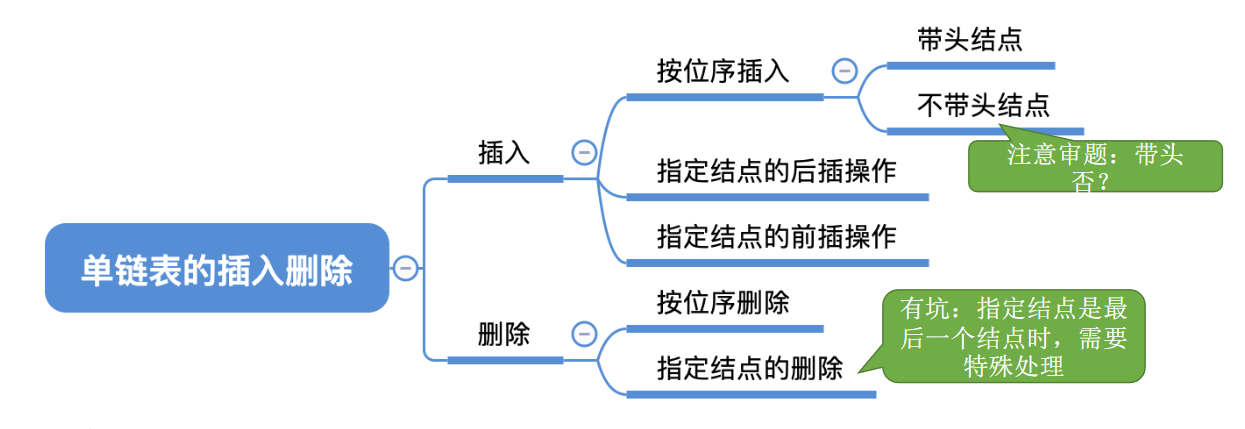 单链表的插入删除
插入
按位序插入
带头结点
不带头结点
注意审题：带头
否？
指定结点的后插操作
指定结点的前插操作
删除
按位序删除
指定结点的删除
有坑：指定结点是最
后一个结点时，需要
特殊处理